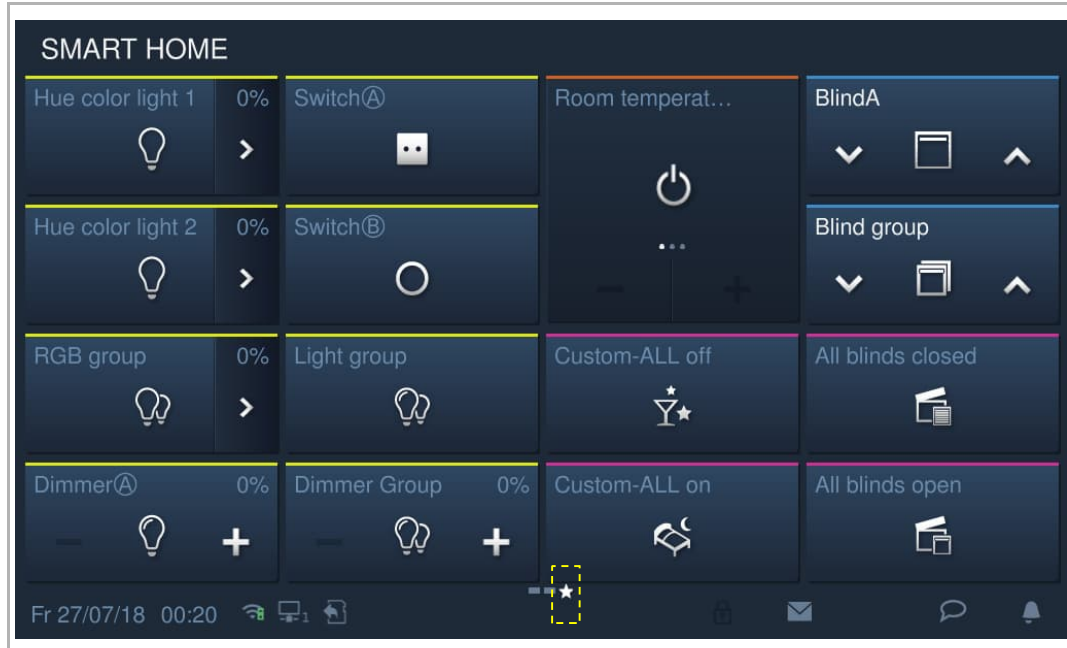 SMART HOME
Hue color light 1 0% SwitchⒶ Room temperat... BlindA
Hue color light 2 0% SwitchⒷ Blind group
RGB group 0% Light group Custom-ALL off All blinds closed
DimmerⒶ 0% Dimmer Group 0% Custom-ALL on All blinds open
Fr 27/07/18 00:20 1